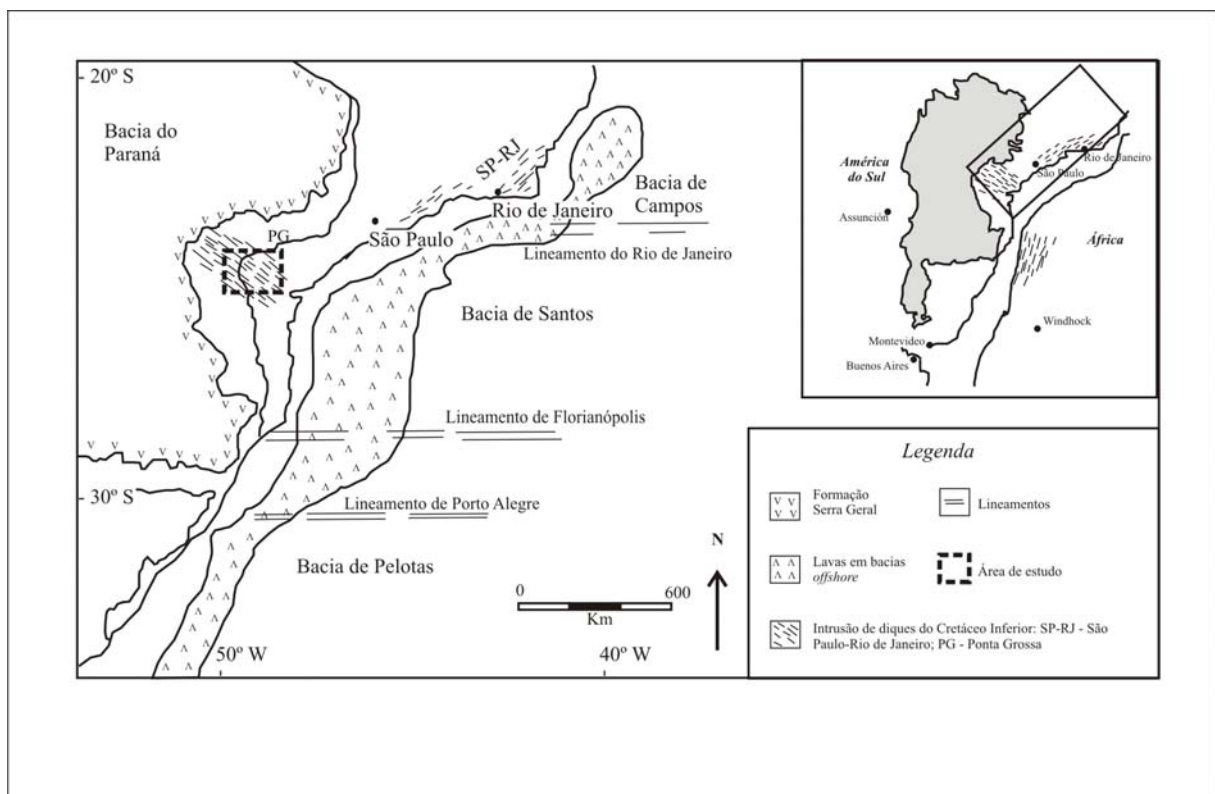 20º S
Bacia do
Paraná
SP-RJ
Bacia de
Campos
Rio de Janeiro
PG
São Paulo
Lineamento do Rio de Janeiro
Bacia de Santos
Lineamento de Florianópolis
30º S
Lineamento de Porto Alegre
Bacia de Pelotas
N
0
600
Km
50º W
40º W
América
do Sul
Rio de Janeiro
São Paulo
Assunción
África
Windhock
Montevideo
Buenos Aires
Legenda
Formação
Serra Geral
Lineamentos
Lavas em bacias
offshore
Área de estudo
Intrusão de diques do Cretáceo Inferior: SP-RJ - São
Paulo-Rio de Janeiro; PG - Ponta Grossa